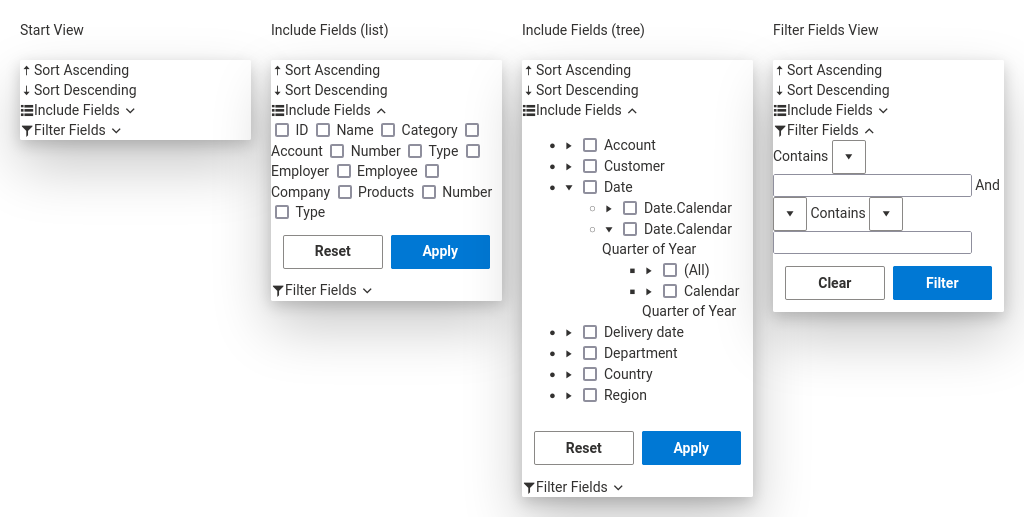 Start View
Sort Ascending
Sort Descending
Include Fields
Filter Fields
Include Fields (list)
Sort Ascending
Sort Descending
Include Fields
ID Name Category
Account Number Type
Employer Employee
Company Products Number
Type
Reset Apply
Filter Fields
Include Fields (tree)
Sort Ascending
Sort Descending
Include Fields
Account
Customer
Date
Date.Calendar
Date.Calendar
Quarter of Year
(All)
Calendar
Quarter of Year
Delivery date
Department
Country
Region
Reset Apply
Filter Fields
Filter Fields View
Sort Ascending
Sort Descending
Include Fields
Filter Fields
Contains
And
Contains
Clear Filter